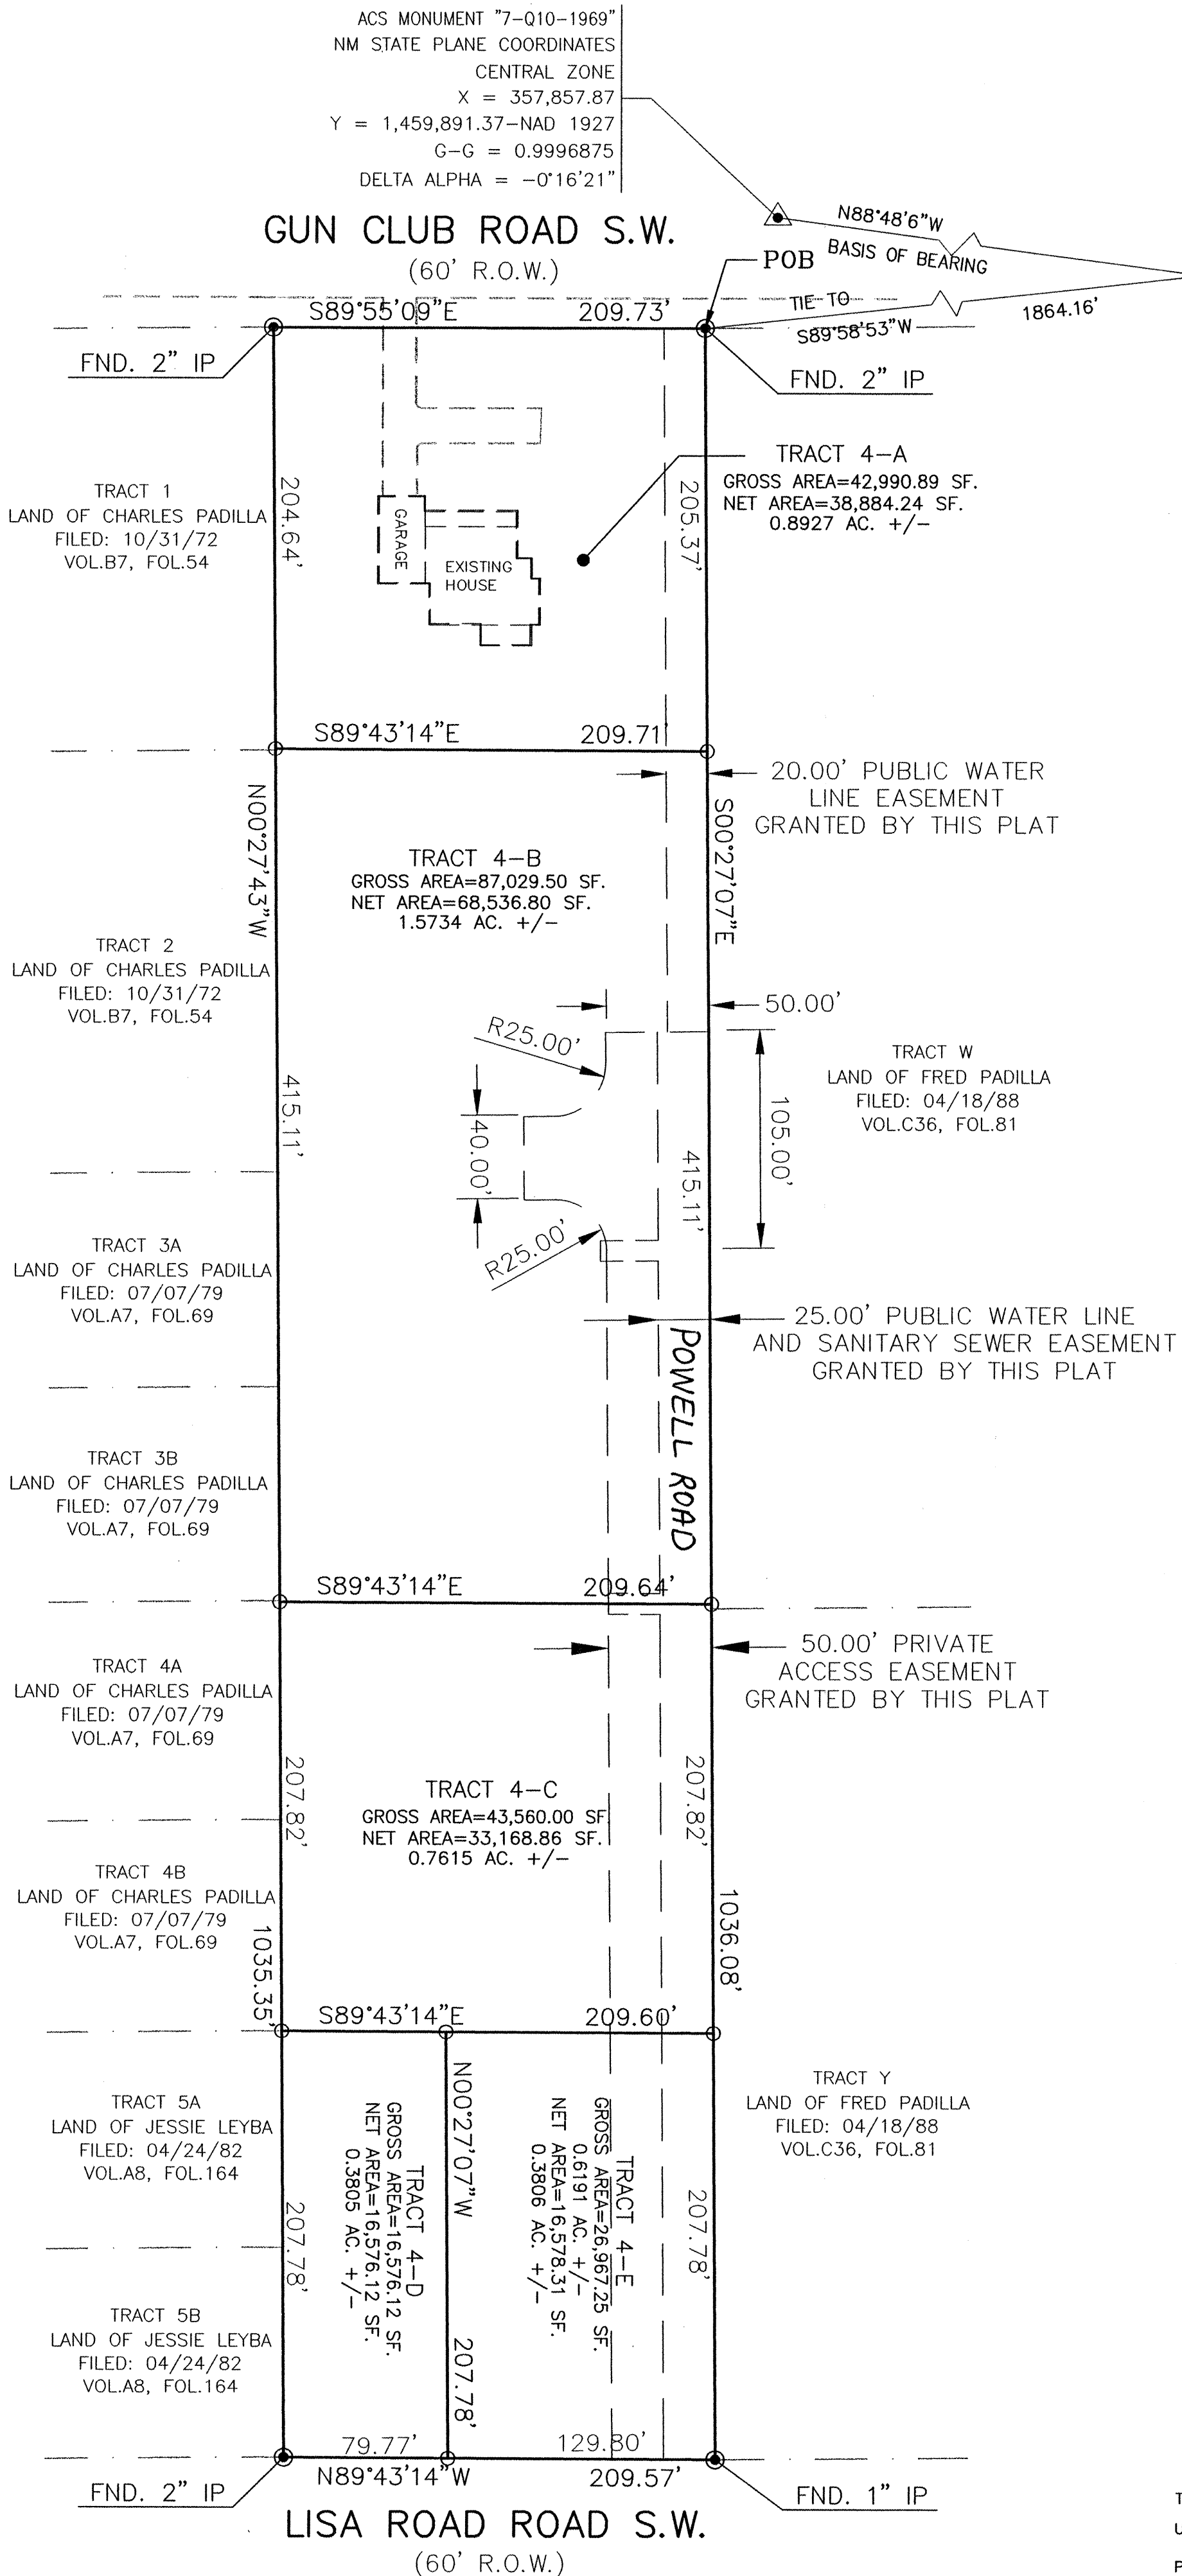 ACS MONUMENT "7-Q10-1969"
NM STATE PLANE COORDINATES
CENTRAL ZONE
X = 357,857.87
Y = 1,459,891.37-NAD 1927
G-G = 0.9996875
DELTA ALPHA = -0°16'21"
GUN CLUB ROAD S.W.
(60' R.O.W.)
N88°48'6"W
BASIS OF BEARING
POB
TIE TO
S89°58'53"W
1864.16'
S89°55'09"E 209.73'
FND. 2" IP
FND. 2" IP
TRACT 4-A
GROSS AREA=42,990.89 SF.
NET AREA=38,884.24 SF.
0.8927 AC. +/-
TRACT 1
LAND OF CHARLES PADILLA
FILED: 10/31/72
VOL.B7, FOL.54
204.64'
205.37'
GARAGE
EXISTING
HOUSE
S89°43'14"E 209.71'
20.00' PUBLIC WATER
LINE EASEMENT
GRANTED BY THIS PLAT
N00°27'43"W
S00°27'07"E
TRACT 4-B
GROSS AREA=87,029.50 SF.
NET AREA=68,536.80 SF.
1.5734 AC. +/-
TRACT 2
LAND OF CHARLES PADILLA
FILED: 10/31/72
VOL.B7, FOL.54
50.00'
R25.00'
TRACT W
LAND OF FRED PADILLA
FILED: 04/18/88
VOL.C36, FOL.81
415.11'
40.00'
105.00'
415.11'
R25.00'
TRACT 3A
LAND OF CHARLES PADILLA
FILED: 07/07/79
VOL.A7, FOL.69
25.00' PUBLIC WATER LINE
AND SANITARY SEWER EASEMENT
GRANTED BY THIS PLAT
POWELL ROAD
TRACT 3B
LAND OF CHARLES PADILLA
FILED: 07/07/79
VOL.A7, FOL.69
S89°43'14"E 209.64'
50.00' PRIVATE
ACCESS EASEMENT
GRANTED BY THIS PLAT
TRACT 4A
LAND OF CHARLES PADILLA
FILED: 07/07/79
VOL.A7, FOL.69
207.82'
207.82'
TRACT 4-C
GROSS AREA=43,560.00 SF
NET AREA=33,168.86 SF.
0.7615 AC. +/-
TRACT 4B
LAND OF CHARLES PADILLA
FILED: 07/07/79
VOL.A7, FOL.69
1035.35'
1036.08'
S89°43'14"E 209.60'
TRACT 5A
LAND OF JESSIE LEYBA
FILED: 04/24/82
VOL.A8, FOL.164
TRACT 4-D
GROSS AREA=16,576.12 SF.
NET AREA=16,576.12 SF.
0.3805 AC. +/-
N00°27'07"W
207.78'
TRACT 4-E
GROSS AREA=26,967.25 SF.
0.6191 AC. +/-
NET AREA=16,578.31 SF.
0.3806 AC. +/-
TRACT Y
LAND OF FRED PADILLA
FILED: 04/18/88
VOL.C36, FOL.81
207.78'
207.78'
TRACT 5B
LAND OF JESSIE LEYBA
FILED: 04/24/82
VOL.A8, FOL.164
79.77' 129.80'
N89°43'14"W 209.57'
FND. 2" IP
FND. 1" IP
LISA ROAD ROAD S.W.
(60' R.O.W.)